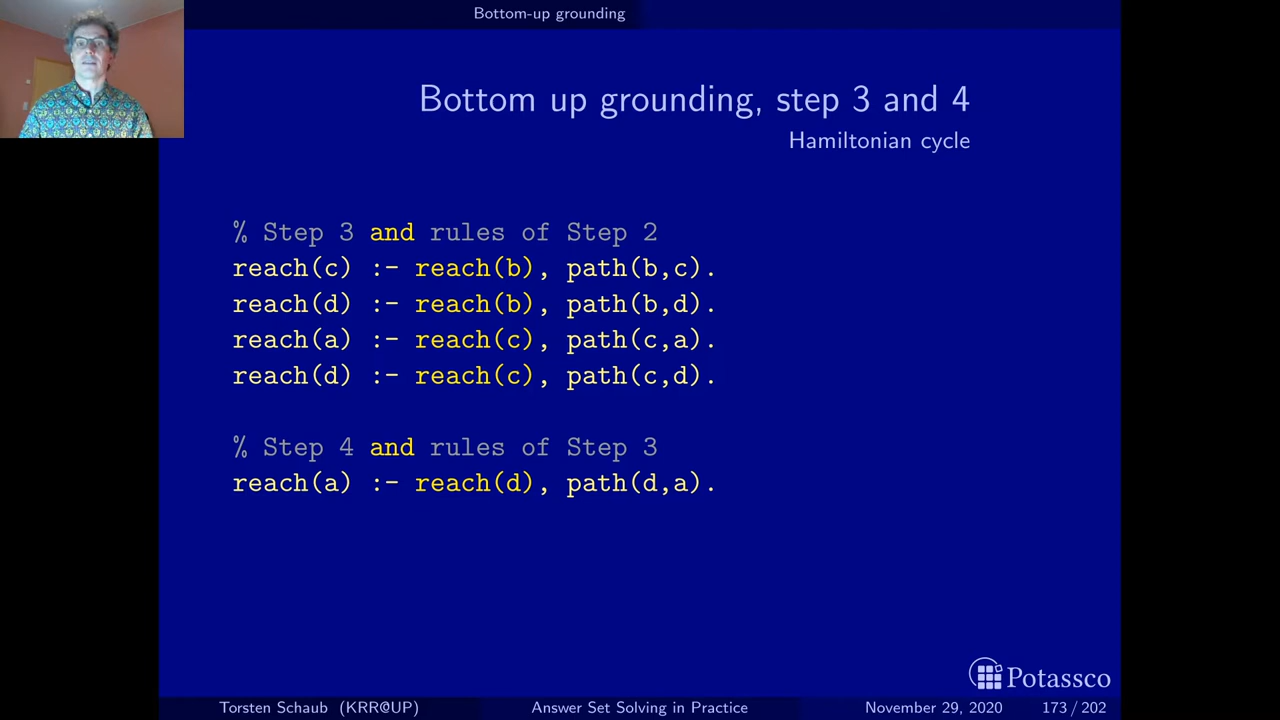 Bottom-up grounding
Bottom up grounding, step 3 and 4
Hamiltonian cycle
% Step 3 and rules of Step 2
reach(c) :- reach(b), path(b,c).
reach(d) :- reach(b), path(b,d).
reach(a) :- reach(c), path(c,a).
reach(d) :- reach(c), path(c,d).
% Step 4 and rules of Step 3
reach(a) :- reach(d), path(d,a).
Potassco
Torsten Schaub (KRR@UP) Answer Set Solving in Practice November 29, 2020 173 / 202